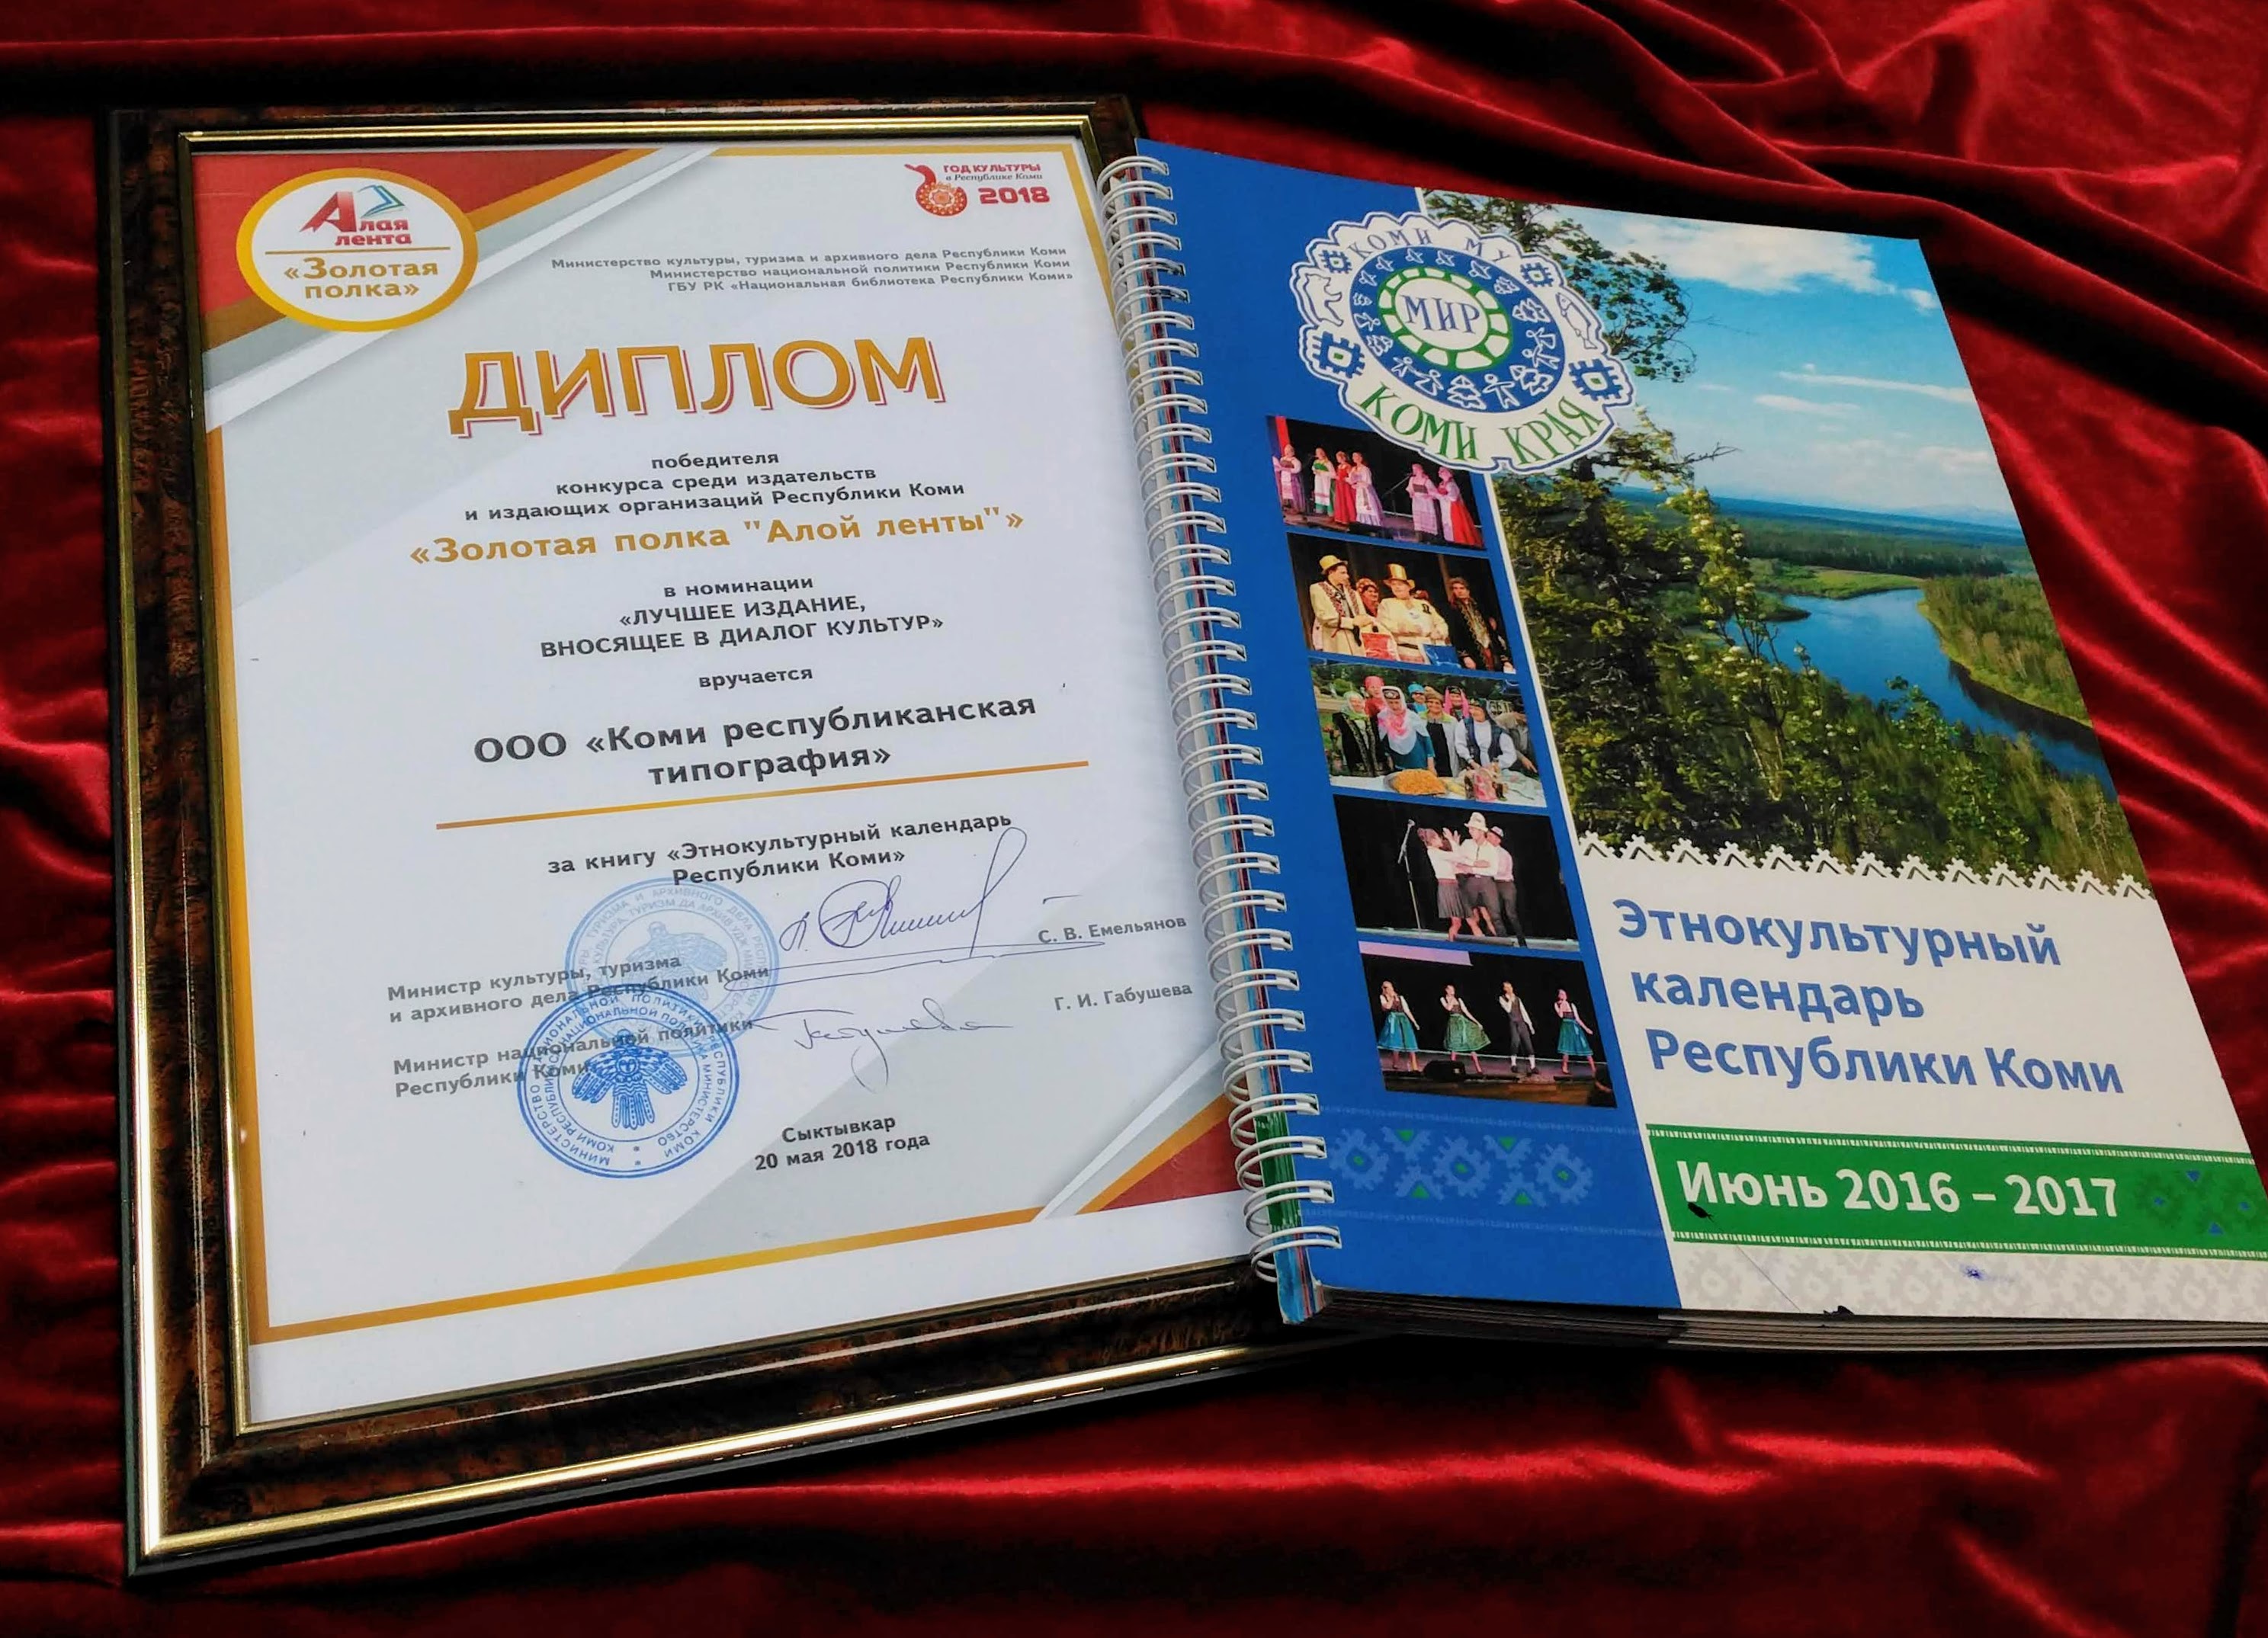 Алая
лента
«Золотая
полка»
ГОД КУЛЬТУРЫ
в Республике Коми
2018
Министерство культуры, туризма и архивного дела Республики Коми
Министерство национальной политики Республики Коми
ГБУ РК «Национальная библиотека Республики Коми»
ДИПЛОМ
победителя
конкурса среди издательств
и издающих организаций Республики Коми
«Золотая полка "Алой ленты"»
в номинации
«ЛУЧШЕЕ ИЗДАНИЕ,
ВНОСЯЩЕЕ В ДИАЛОГ КУЛЬТУР»
вручается
ООО «Коми республиканская
типография»
за книгу «Этнокультурный календарь
Республики Коми»
Министр культуры, туризма
и архивного дела Республики Коми
С. В. Емельянов
Министр национальной политики
Республики Коми
Г. И. Габушева
Сыктывкар
20 мая 2018 года
КОМИ МУ
МИР
КОМИ КРАЯ
Этнокультурный
календарь
Республики Коми
Июнь 2016 – 2017